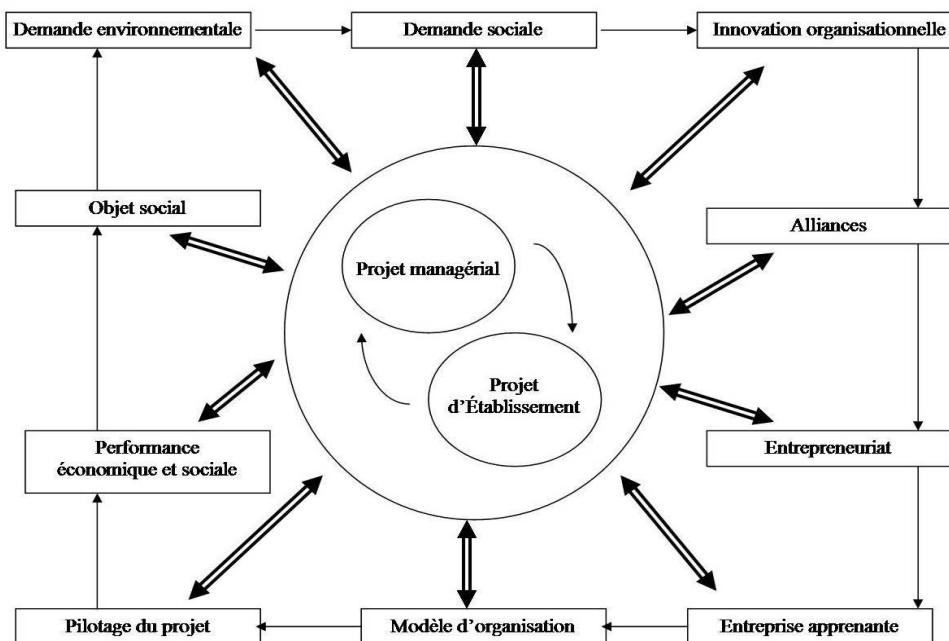 Demande environnementale
Demande sociale
Innovation organisationnelle
Objet social
Alliances
Projet managérial
Projet
d'Établissement
Performance
économique et sociale
Entrepreneuriat
Pilotage du projet
Modèle d'organisation
Entreprise apprenante